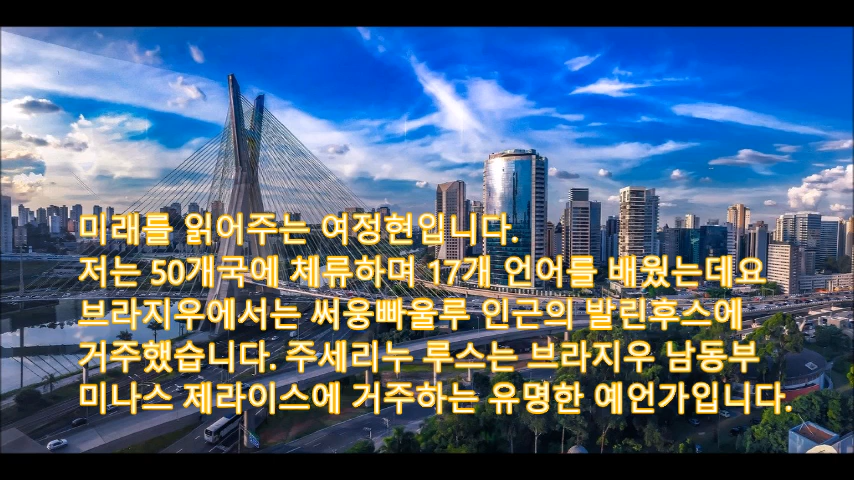 미래를 읽어주는 여정현입니다.
저는 50개국에 체류하며 17개 언어를 배웠는데요
브라지우에서는 써웅빠울루 인근의 발린후스에
거주했습니다. 주세리누 루스는 브라지우 남동부
미나스 제라이스에 거주하는 유명한 예언가입니다.